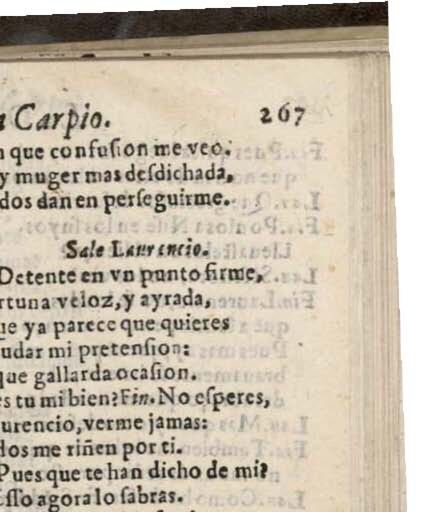 Carpio. 267
que confusion me veo.
y muger mas desdichada,
dos dan en perseguirme.
Sale Laurencio.
Detente en vn punto firme,
rtuna veloz, y ayrada,
ue ya parece que quieres
udar mi pretension:
que gallarda ocasion.
es tu mi bien? Fin. No esperes,
urencio, verme jamas:
dos me riñen por ti.
Pues que te han dicho de mi?
Esso agora lo sabras.